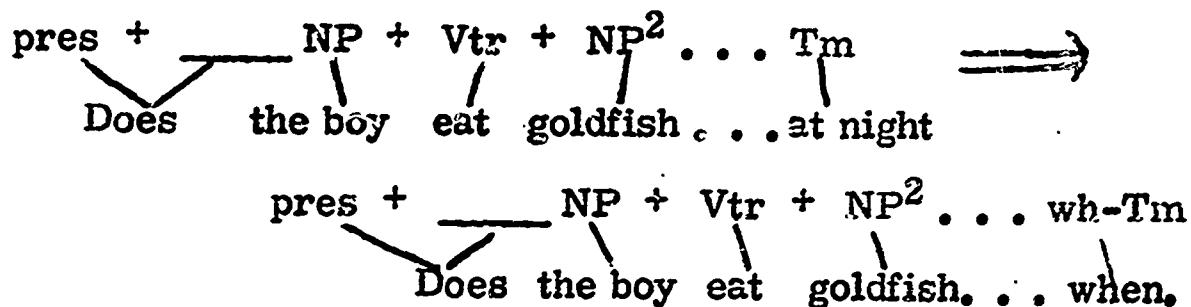 pres + ____ NP + Vtr + NP² . . . Tm ⟹
Does the boy eat goldfish . . . at night
pres + ____ NP + Vtr + NP² . . . wh-Tm
Does the boy eat goldfish. . . when.